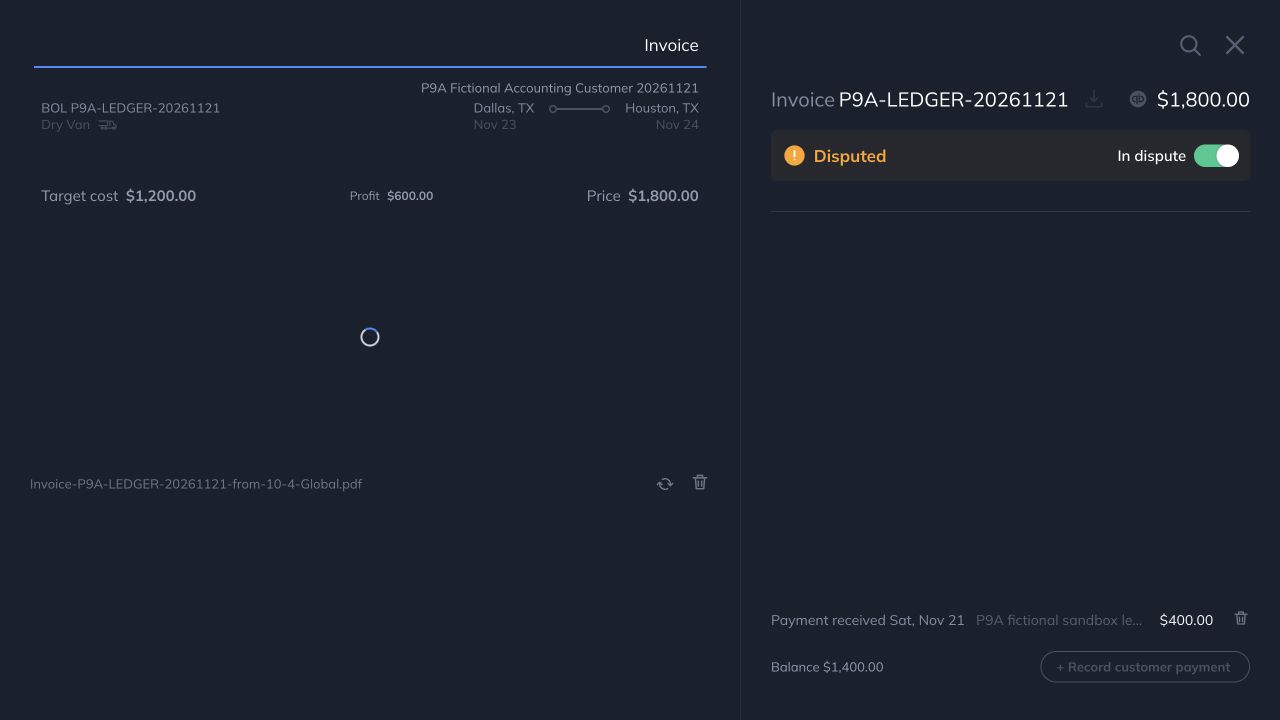 Invoice
P9A Fictional Accounting Customer 20261121
BOL P9A-LEDGER-20261121
Dallas, TX
Houston, TX
Dry Van
Nov 23
Nov 24
Target cost $1,200.00
Profit $600.00
Price $1,800.00
Invoice-P9A-LEDGER-20261121-from-10-4-Global.pdf
Invoice P9A-LEDGER-20261121
qb
$1,800.00
! Disputed
In dispute
Payment received Sat, Nov 21 P9A fictional sandbox le... $400.00
Balance $1,400.00
+ Record customer payment